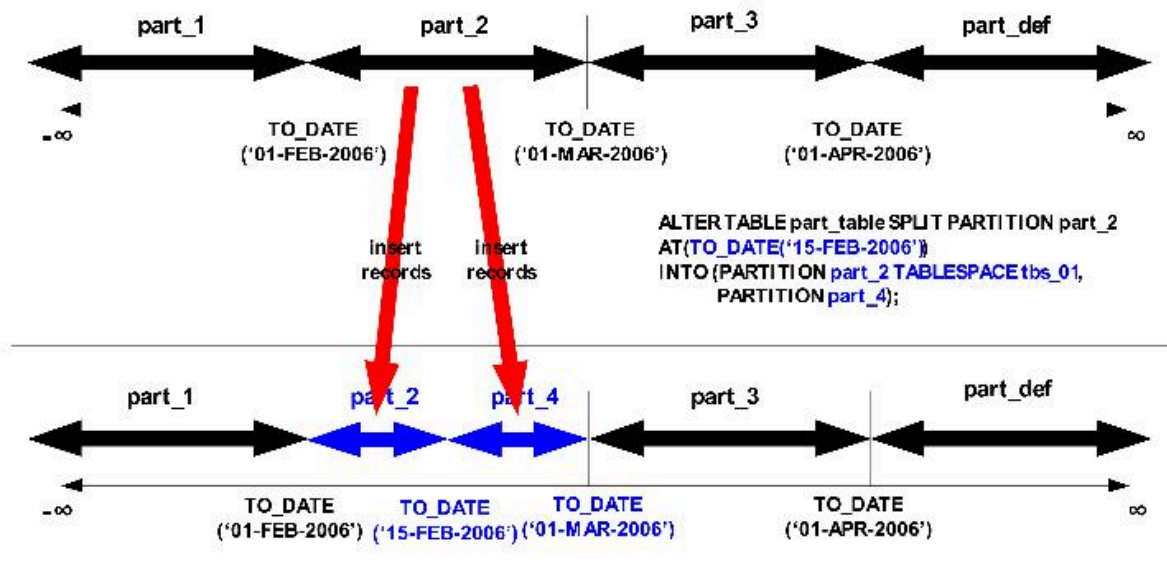 part_1 part_2 part_3 part_def
-∞ TO_DATE TO_DATE TO_DATE ∞
('01-FEB-2006') ('01-MAR-2006') ('01-APR-2006')
ALTER TABLE part_table SPLIT PARTITION part_2
insert insert AT(TO_DATE('15-FEB-2006'))
records records INTO (PARTITION part_2 TABLESPACE tbs_01,
PARTITION part_4);
part_1 part_2 part_4 part_3 part_def
-∞ TO_DATE TO_DATE TO_DATE TO_DATE ∞
('01-FEB-2006') ('15-FEB-2006') ('01-MAR-2006') ('01-APR-2006')